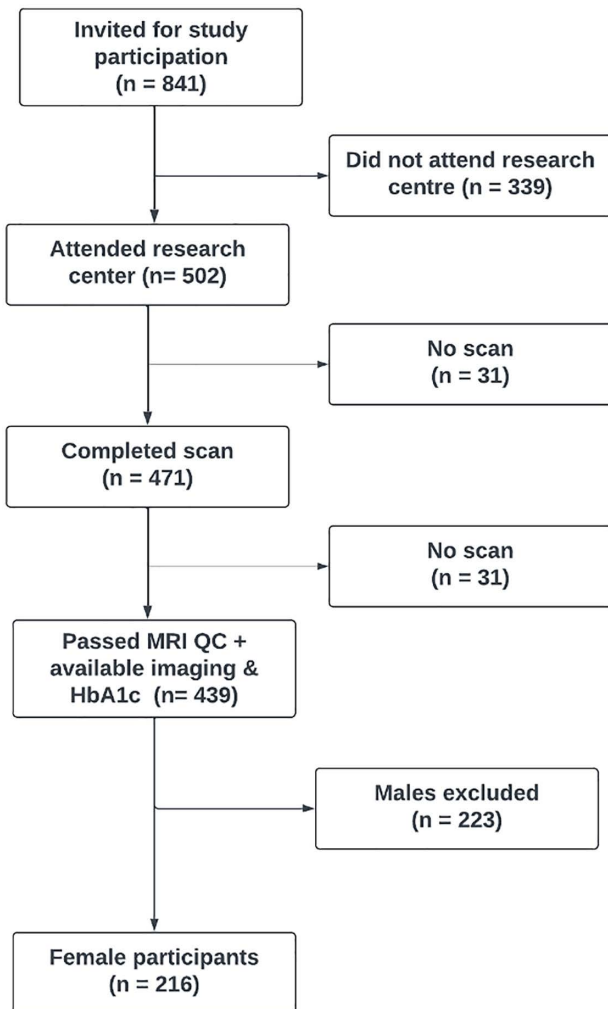 Invited for study
participation
(n = 841)
Did not attend research
centre (n = 339)
Attended research
center (n= 502)
No scan
(n = 31)
Completed scan
(n = 471)
No scan
(n = 31)
Passed MRI QC +
available imaging &
HbA1c (n= 439)
Males excluded
(n = 223)
Female participants
(n = 216)